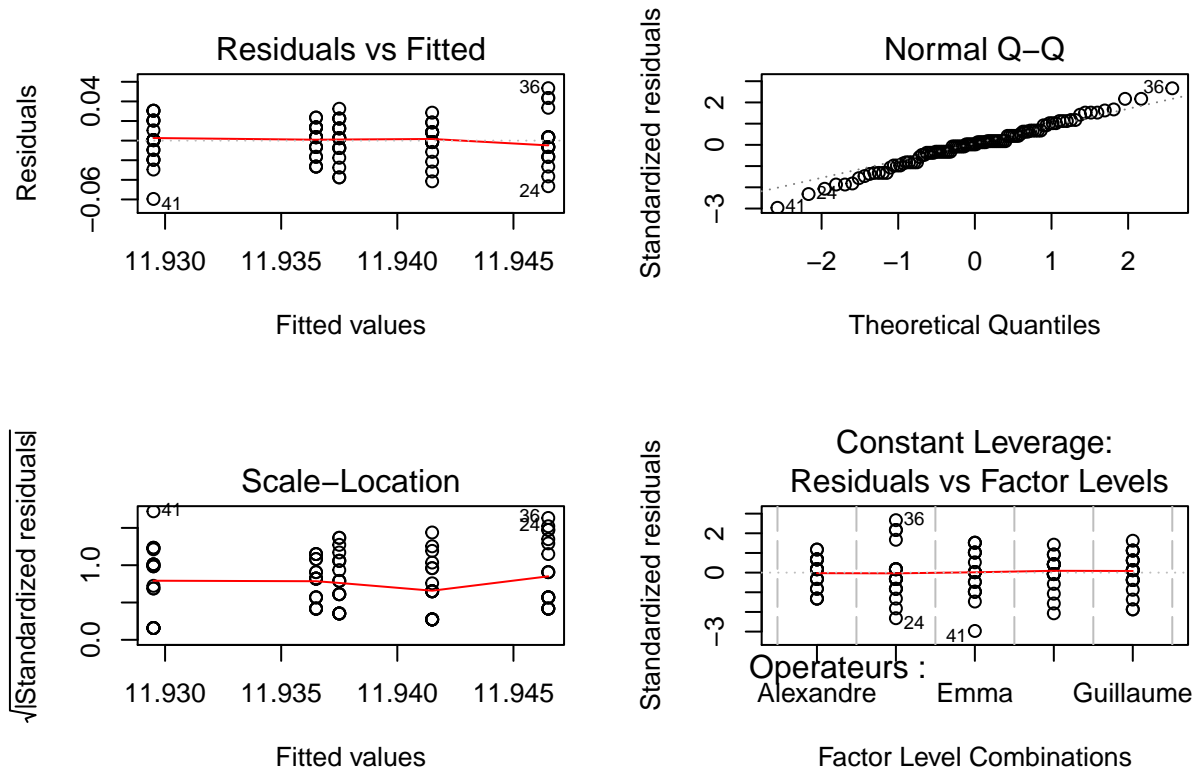 Residuals vs Fitted
Residuals
0.04
−0.06
36
24
41
11.930 11.935 11.940 11.945
Fitted values
Normal Q−Q
Standardized residuals
2
0
−3
36
24
41
−2 −1 0 1 2
Theoretical Quantiles
Scale−Location
√|Standardized residuals|
1.0
0.0
41
36
24
11.930 11.935 11.940 11.945
Fitted values
Constant Leverage:
Residuals vs Factor Levels
Standardized residuals
2
0
−3
36
24
41
Operateurs :
Alexandre Emma Guillaume
Factor Level Combinations